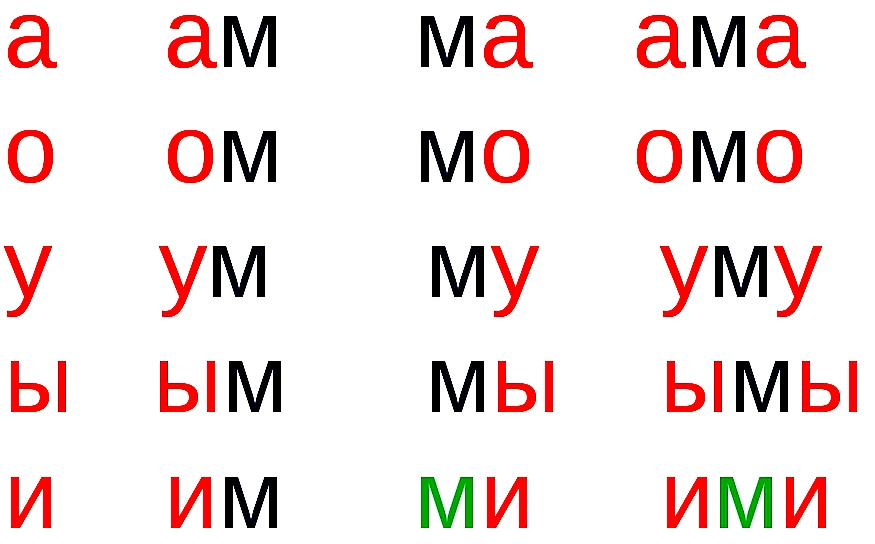 а ам ма ама
о ом мо омо
у ум му уму
ы ым мы ымы
и им ми ими